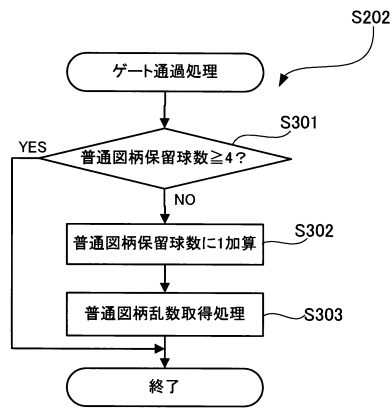 S202
ゲート通過処理
S301
普通図柄保留球数≧4?
YES
NO
普通図柄保留球数に1加算
S302
普通図柄乱数取得処理
S303
終了